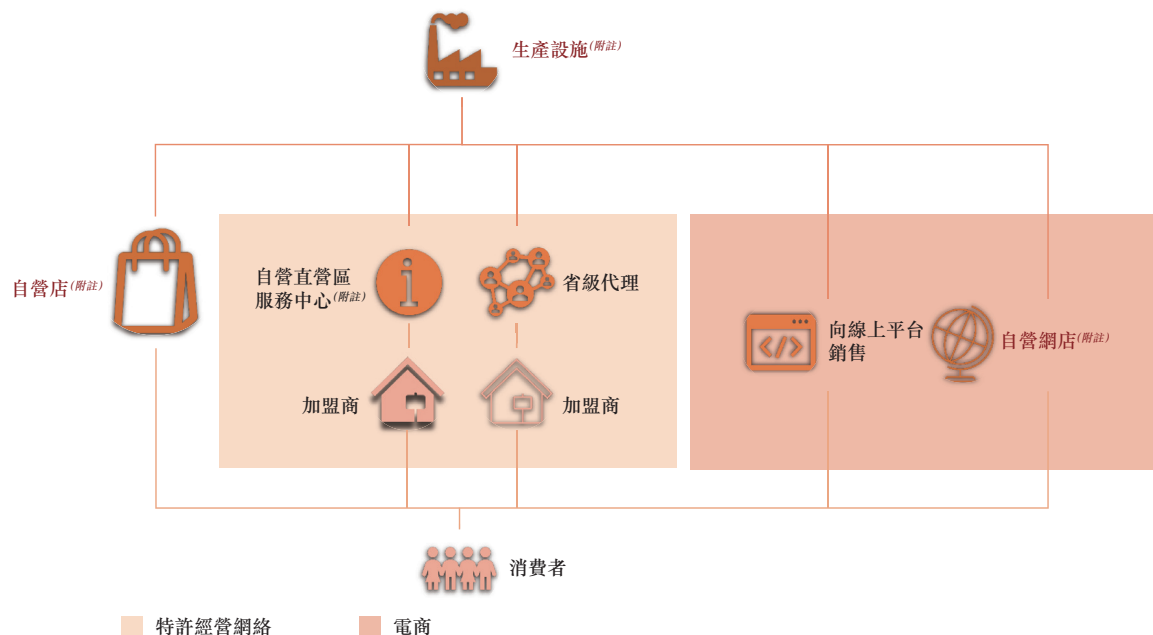 生產設施(附註)
自營店(附註)
自營直營區
服務中心(附註)
省級代理
向線上平台
銷售
自營網店(附註)
加盟商
加盟商
消費者
特許經營網絡
電商